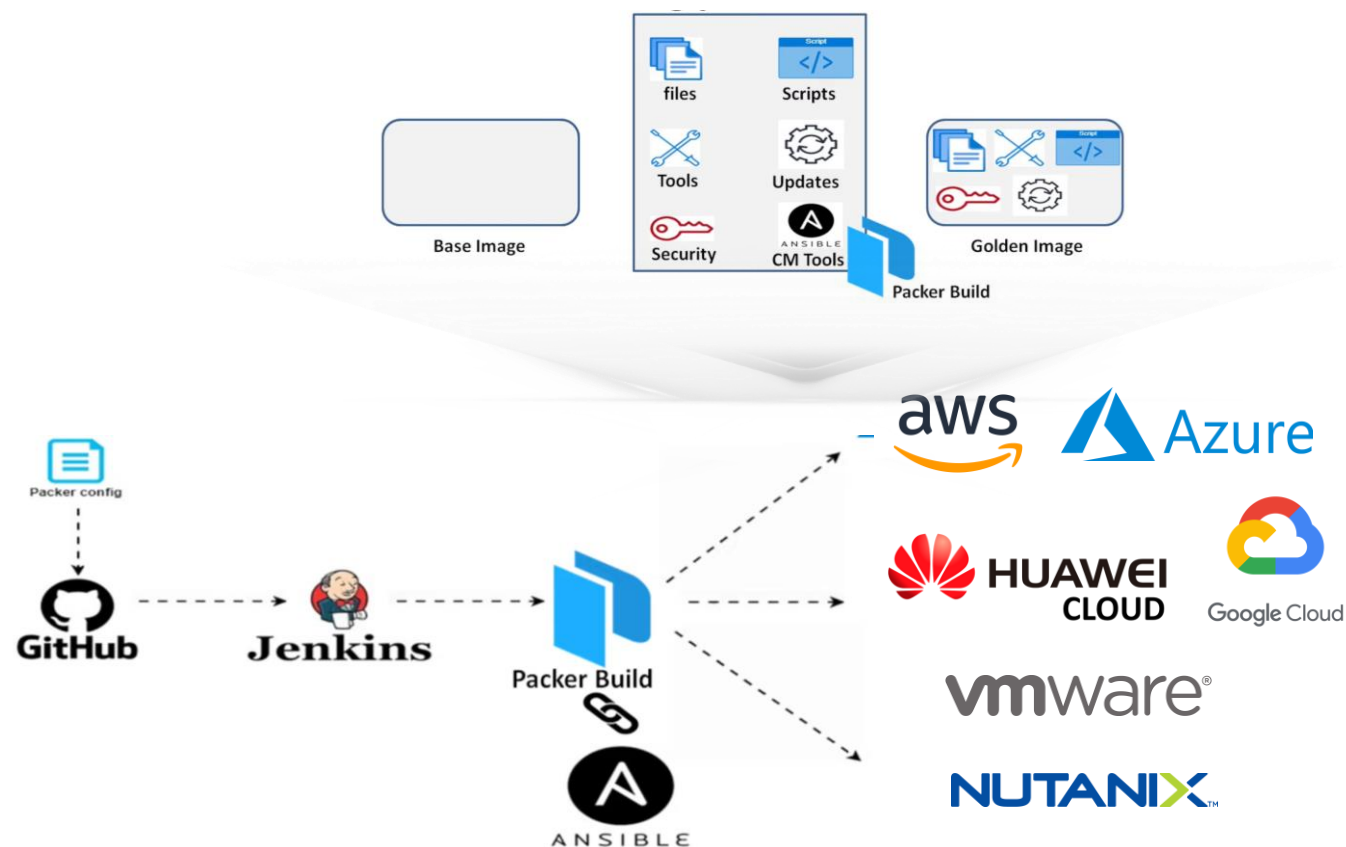 Script
</>
files
Scripts
Tools
Updates
Security
ANSIBLE
CM Tools
Base Image
Script
</>
Golden Image
Packer Build
Packer config
GitHub
Jenkins
Packer Build
ANSIBLE
aws
Azure
HUAWEI
CLOUD
Google Cloud
vmware®
NUTANIX™